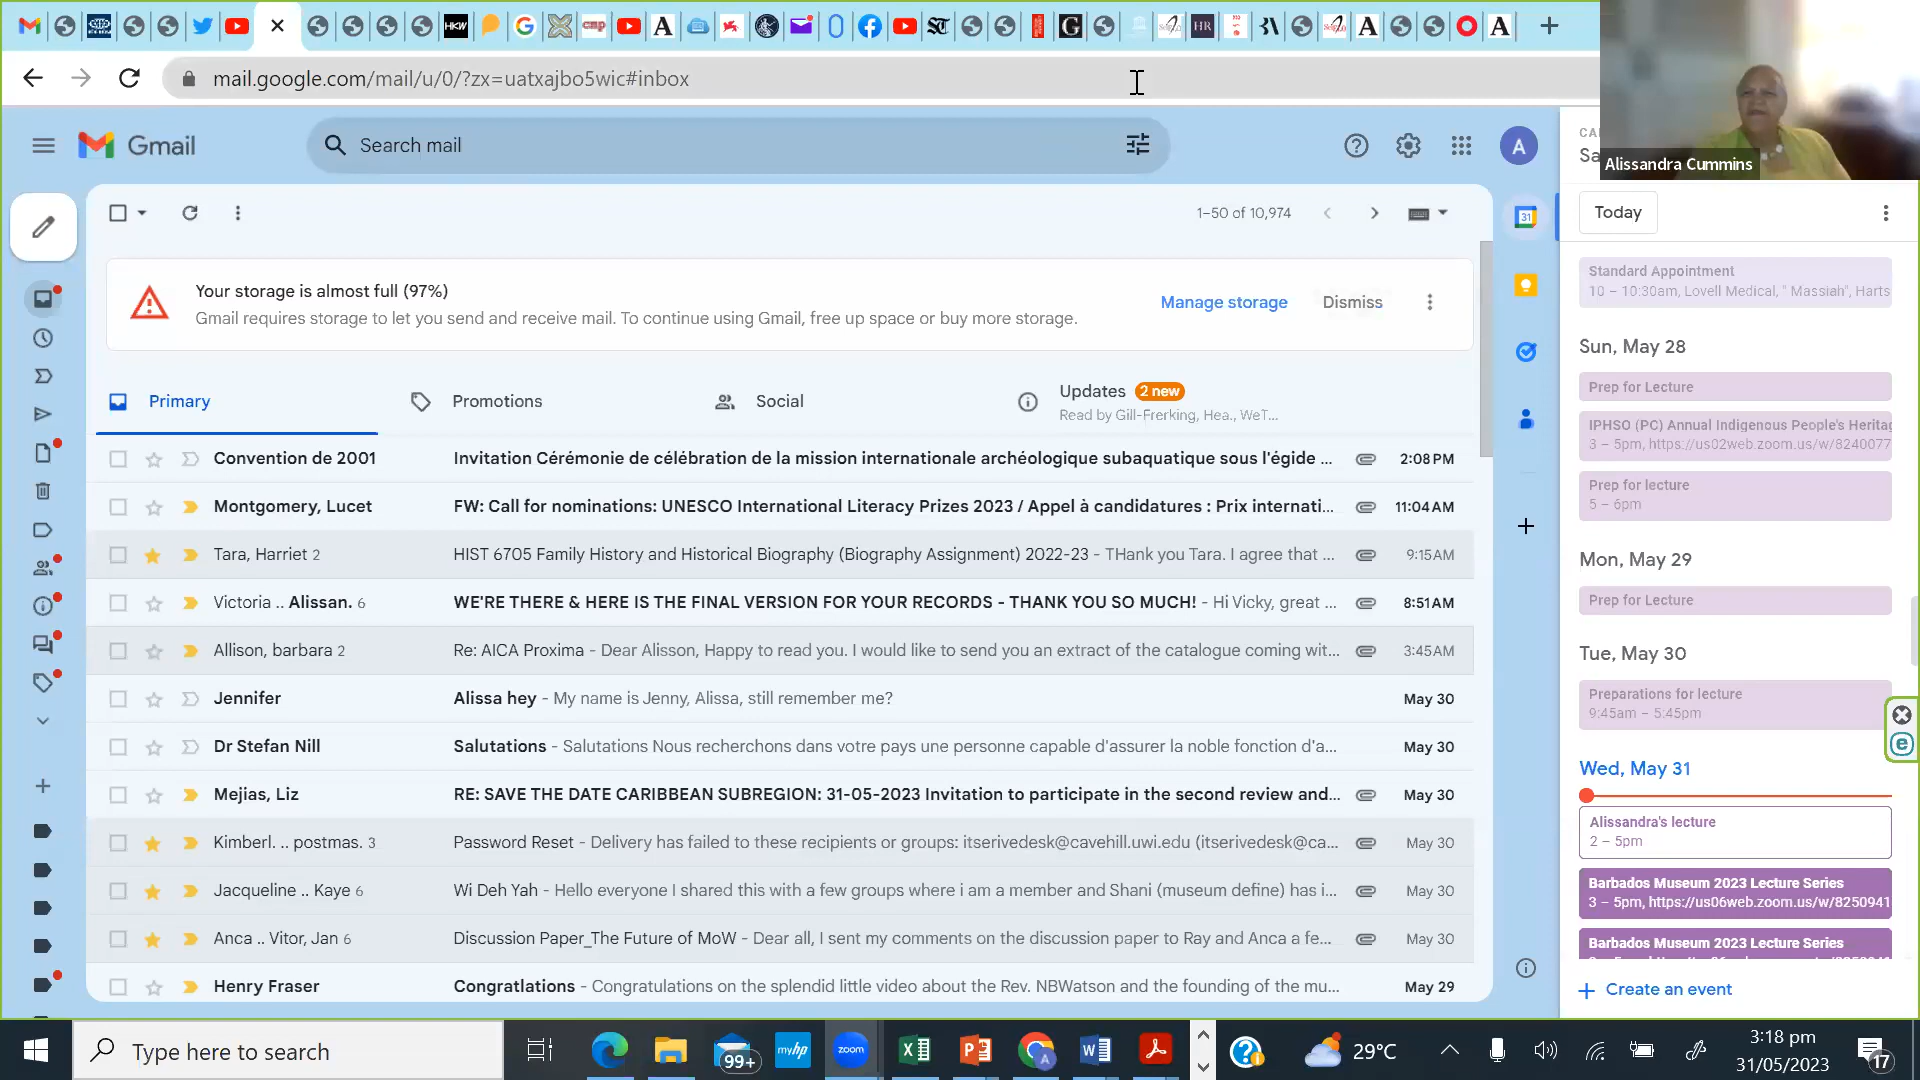 mail.google.com/mail/u/0/?zx=uatxajbo5wic#inbox
Alissandra Cummins
Gmail
Search mail
A
Today
1–50 of 10,974
Your storage is almost full (97%)
Gmail requires storage to let you send and receive mail. To continue using Gmail, free up space or buy more storage.
Manage storage
Dismiss
Primary
Promotions
Social
Updates 2 new
Read by Gill-Frerking, Hea., WeT...
Convention de 2001 Invitation Cérémonie de célébration de la mission internationale archéologique subaquatique sous l'égide ... 2:08 PM
Montgomery, Lucet FW: Call for nominations: UNESCO International Literacy Prizes 2023 / Appel à candidatures : Prix internati... 11:04 AM
Tara, Harriet 2 HIST 6705 Family History and Historical Biography (Biography Assignment) 2022-23 - THank you Tara. I agree that ... 9:15 AM
Victoria .. Alissan. 6 WE'RE THERE & HERE IS THE FINAL VERSION FOR YOUR RECORDS - THANK YOU SO MUCH! - Hi Vicky, great ... 8:51 AM
Allison, barbara 2 Re: AICA Proxima - Dear Alisson, Happy to read you. I would like to send you an extract of the catalogue coming wit... 3:45 AM
Jennifer Alissa hey - My name is Jenny, Alissa, still remember me? May 30
Dr Stefan Nill Salutations - Salutations Nous recherchons dans votre pays une personne capable d'assurer la noble fonction d'a... May 30
Mejias, Liz RE: SAVE THE DATE CARIBBEAN SUBREGION: 31-05-2023 Invitation to participate in the second review and... May 30
Kimberl. .. postmas. 3 Password Reset - Delivery has failed to these recipients or groups: itserivedesk@cavehill.uwi.edu (itserivedesk@ca... May 30
Jacqueline .. Kaye 6 Wi Deh Yah - Hello everyone I shared this with a few groups where i am a member and Shani (museum define) has i... May 30
Anca .. Vitor, Jan 6 Discussion Paper_The Future of MoW - Dear all, I sent my comments on the discussion paper to Ray and Anca a fe... May 30
Henry Fraser Congratlations - Congratulations on the splendid little video about the Rev. NBWatson and the founding of the mu... May 29
Standard Appointment
10 – 10:30am, Lovell Medical, " Massiah", Harts
Sun, May 28
Prep for Lecture
IPHSO (PC) Annual Indigenous People's Heritag
3 – 5pm, https://us02web.zoom.us/w/8240077
Prep for lecture
5 – 6pm
Mon, May 29
Prep for Lecture
Tue, May 30
Preparations for lecture
9:45am – 5:45pm
Wed, May 31
Alissandra's lecture
2 – 5pm
Barbados Museum 2023 Lecture Series
3 – 5pm, https://us06web.zoom.us/w/8250941
Barbados Museum 2023 Lecture Series
Create an event
Type here to search
99+
myhp
zoom
29°C
3:18 pm
31/05/2023
17